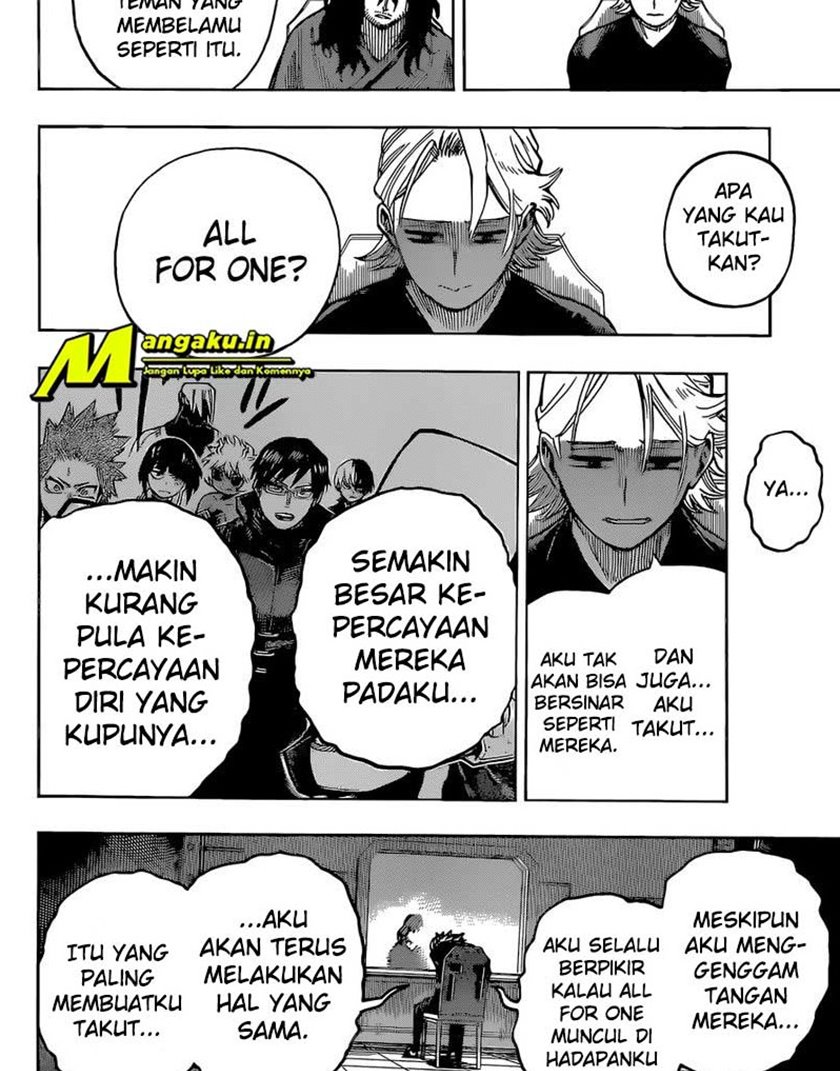 TEMAN YANG
MEMBELAMU
SEPERTI ITU.
APA
YANG KAU
TAKUT-
KAN?
ALL
FOR ONE?
Mangaku.in
Jangan Lupa Like dan Komennya
YA...
DAN
JUGA...
AKU
TAKUT...
AKU TAK
AKAN BISA
BERSINAR
SEPERTI
MEREKA.
SEMAKIN
BESAR KE-
PERCAYAAN
MEREKA
PADAKU...
...MAKIN
KURANG
PULA KE-
PERCAYAAN
DIRI YANG
KUPUNYA...
MESKIPUN
AKU MENG-
GENGGAM
TANGAN
MEREKA...
AKU SELALU
BERPIKIR
KALAU ALL
FOR ONE
MUNCUL DI
HADAPANKU
...AKU
AKAN TERUS
MELAKUKAN
HAL YANG
SAMA.
ITU YANG
PALING
MEMBUATKU
TAKUT...